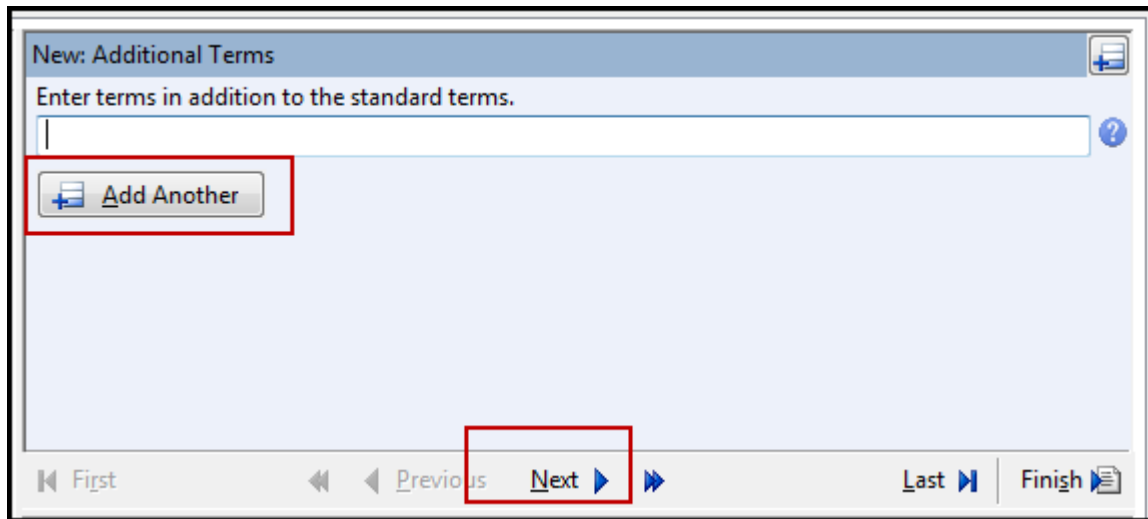 New: Additional Terms
Enter terms in addition to the standard terms.
?
Add Another
First Previous Next Last Finish